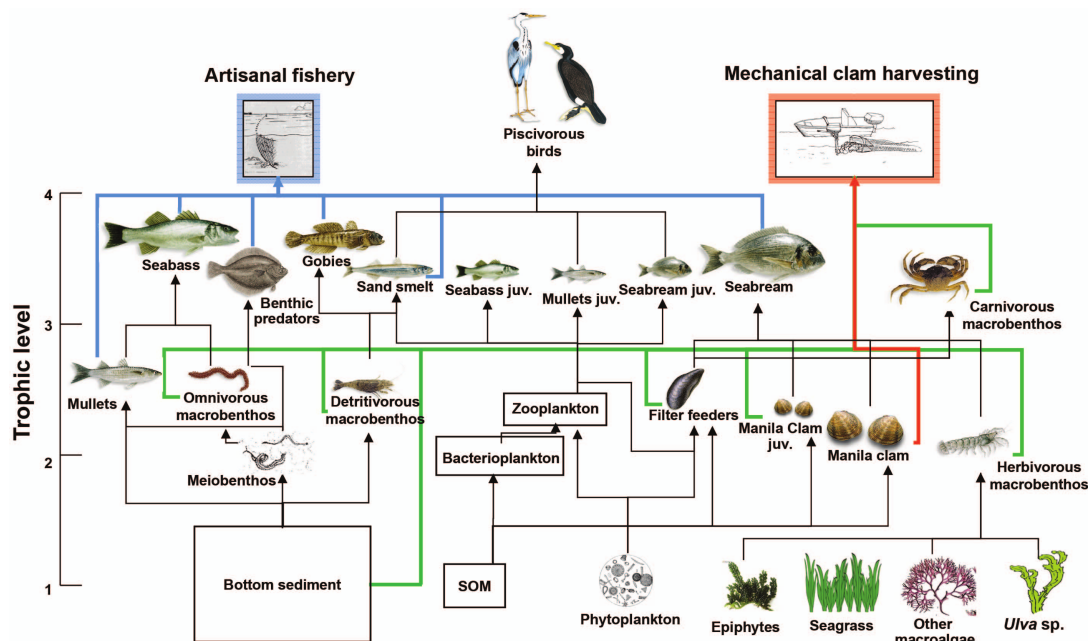 Artisanal fishery
Mechanical clam harvesting
Piscivorous
birds
Trophic level
4
3
2
1
Seabass
Benthic
predators
Gobies
Sand smelt
Seabass juv.
Mullets juv.
Seabream juv.
Seabream
Carnivorous
macrobenthos
Mullets
Omnivorous
macrobenthos
Detritivorous
macrobenthos
Zooplankton
Filter feeders
Manila Clam
juv.
Manila clam
Herbivorous
macrobenthos
Bacterioplankton
Meiobenthos
Bottom sediment
SOM
Phytoplankton
Epiphytes
Seagrass
Other
macroalgae
Ulva sp.